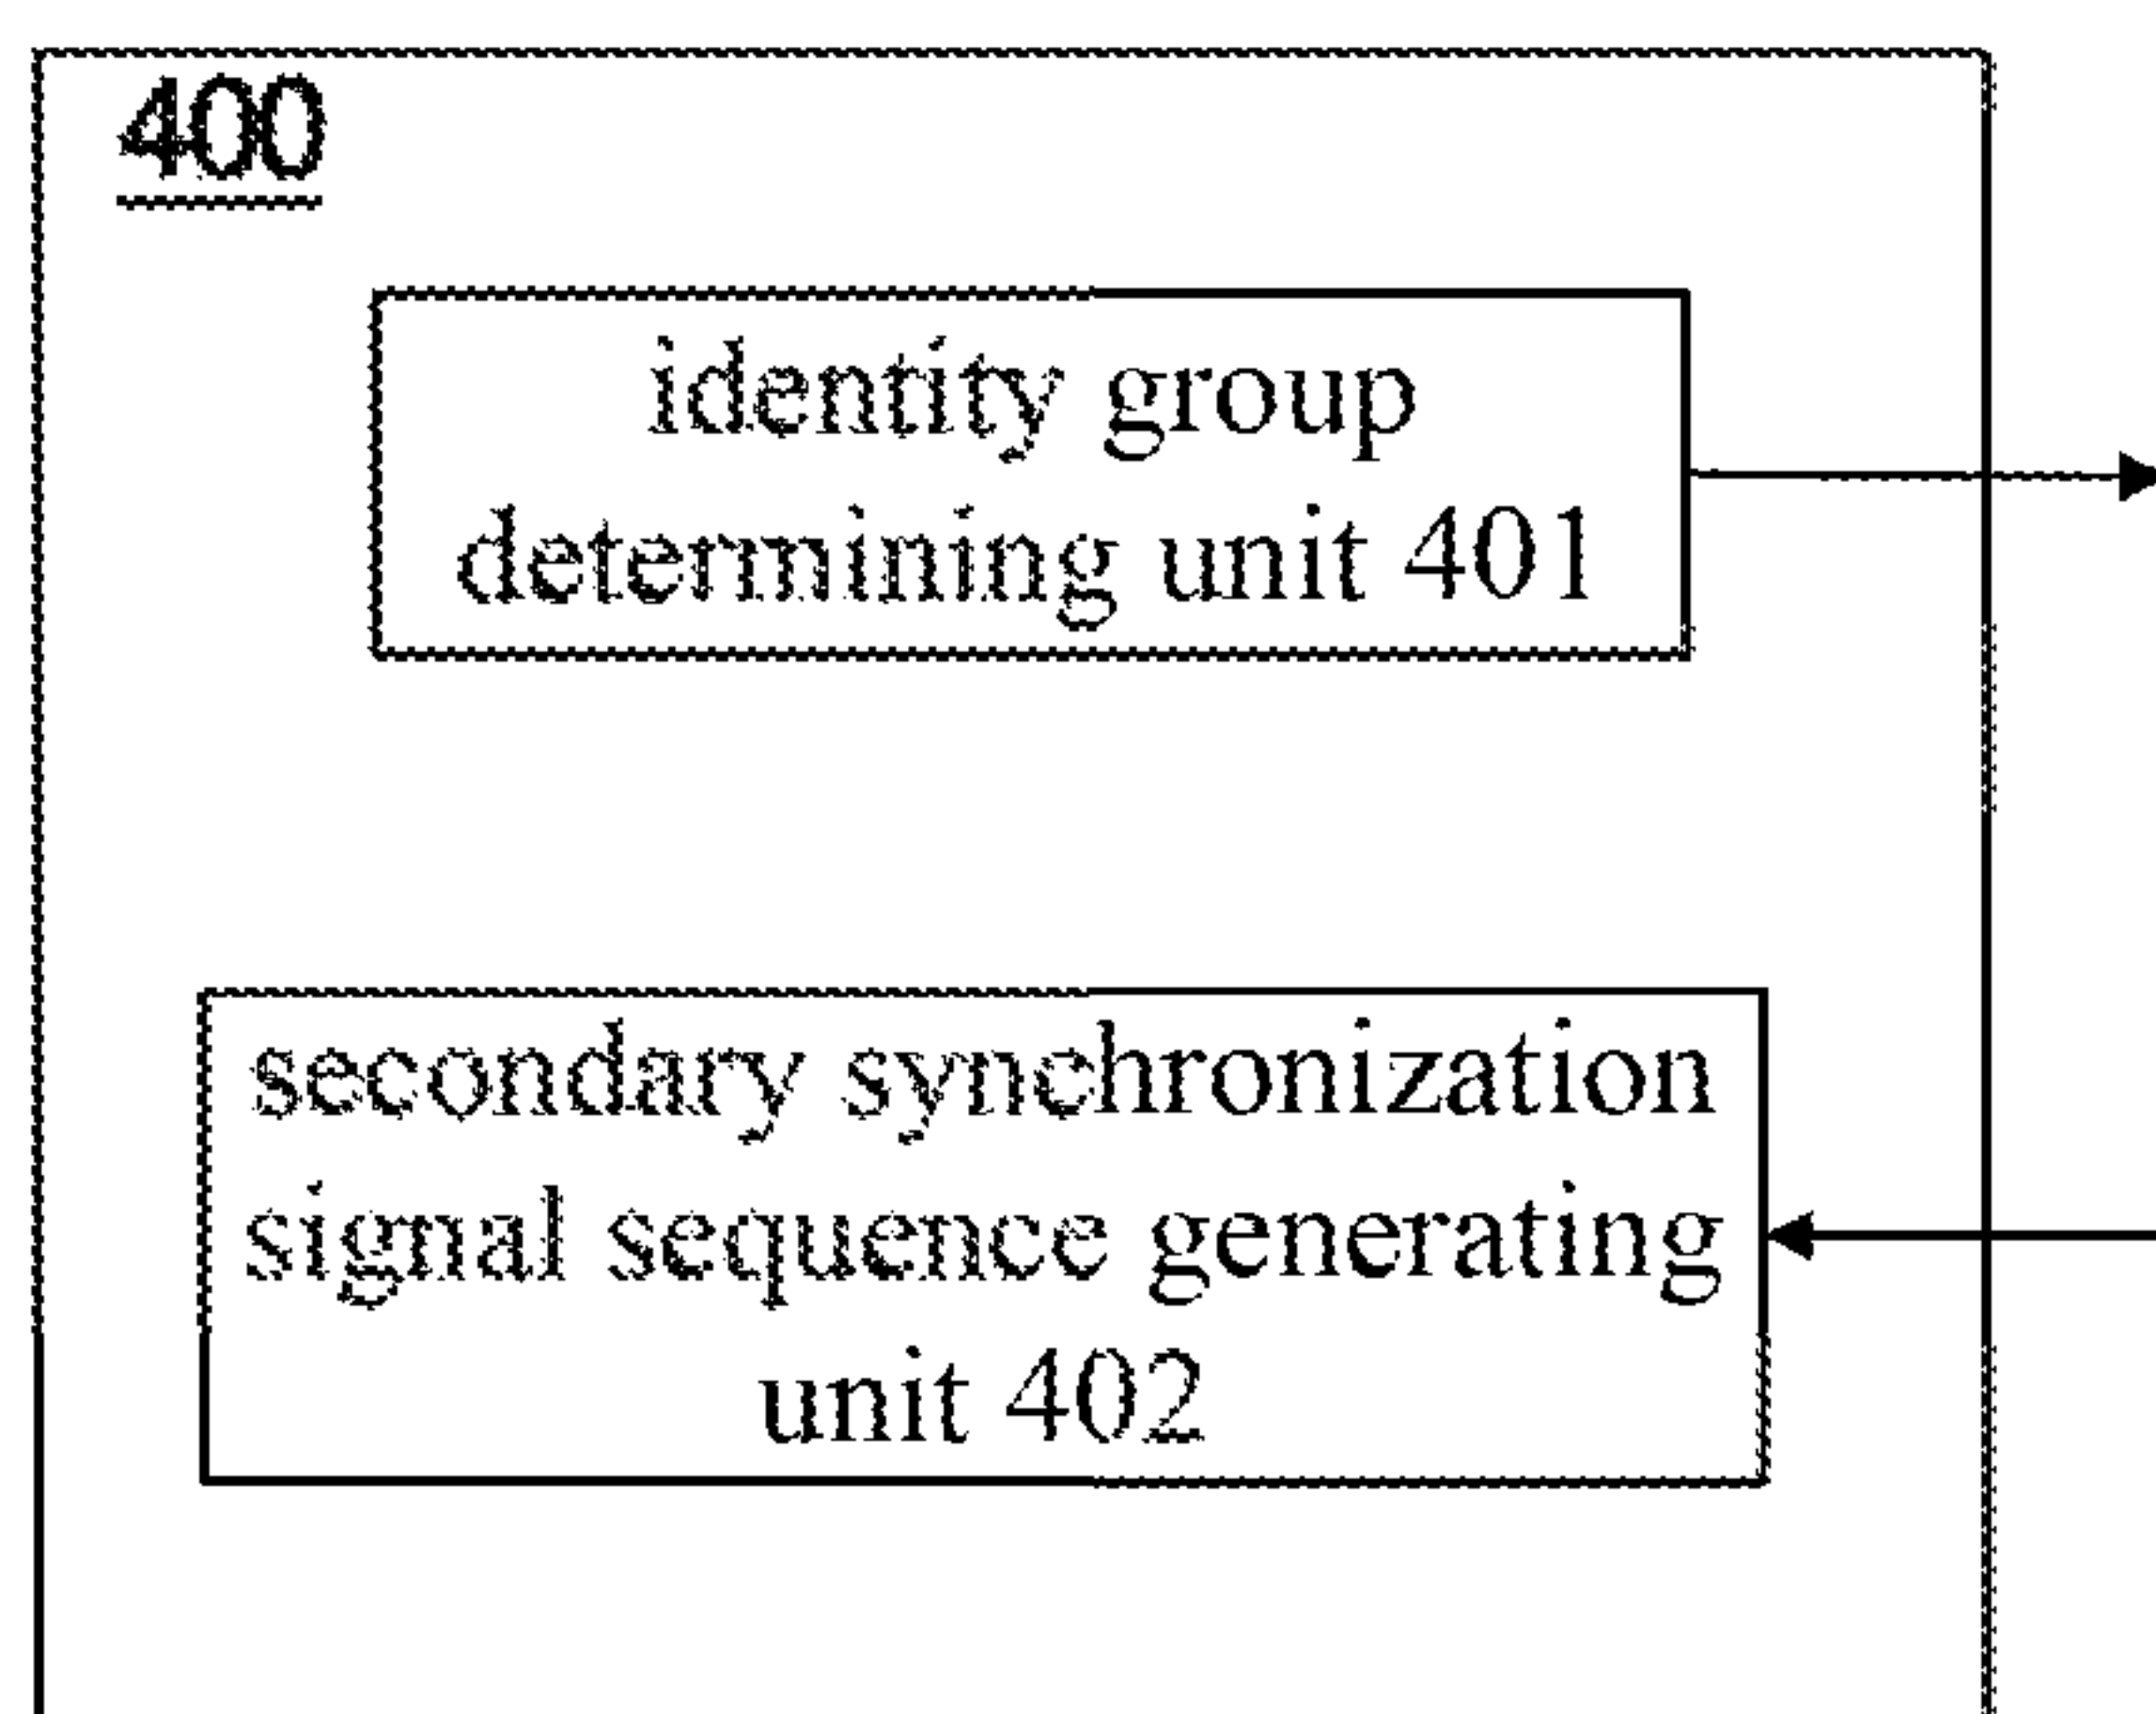 400
identity group
determining unit 401
secondary synchronization
signal sequence generating
unit 402